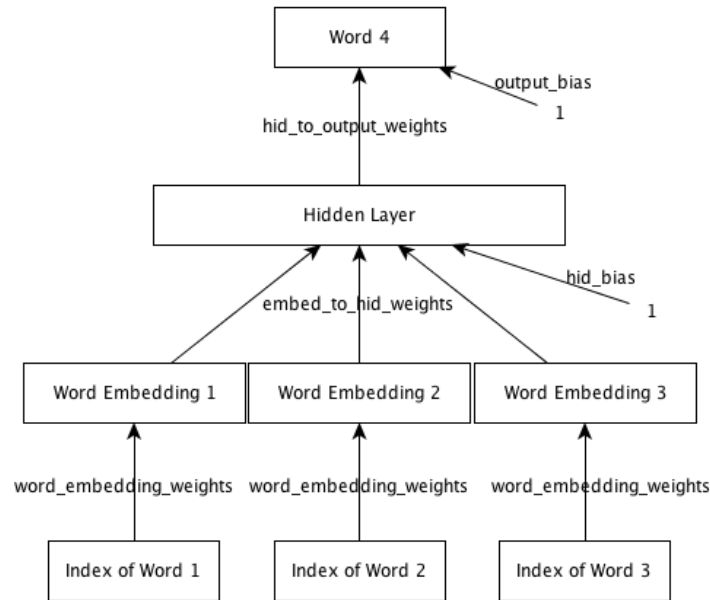 Word 4
output_bias
1
hid_to_output_weights
Hidden Layer
hid_bias
embed_to_hid_weights
1
Word Embedding 1 Word Embedding 2 Word Embedding 3
word_embedding_weights word_embedding_weights word_embedding_weights
Index of Word 1 Index of Word 2 Index of Word 3